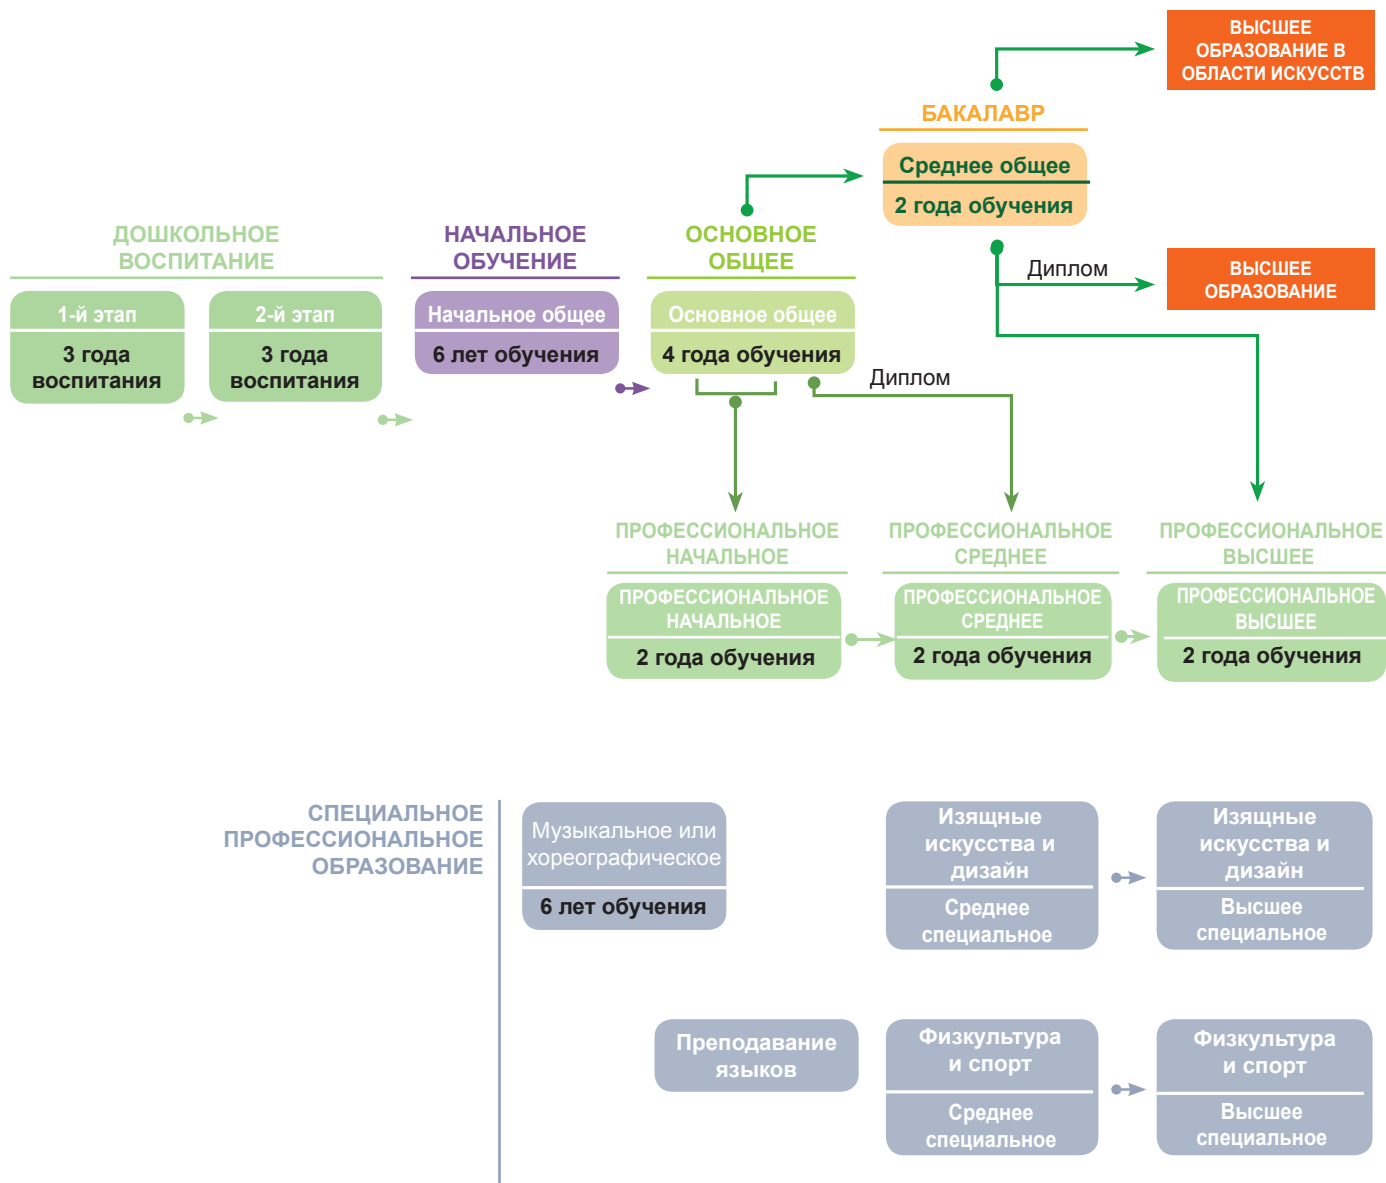 ВЫСШЕЕ
ОБРАЗОВАНИЕ В
ОБЛАСТИ ИСКУССТВ
БАКАЛАВР
Среднее общее
2 года обучения
ДОШКОЛЬНОЕ
ВОСПИТАНИЕ
НАЧАЛЬНОЕ
ОБУЧЕНИЕ
ОСНОВНОЕ
ОБЩЕЕ
Диплом
ВЫСШЕЕ
ОБРАЗОВАНИЕ
1-й этап
3 года
воспитания
2-й этап
3 года
воспитания
Начальное общее
6 лет обучения
Основное общее
4 года обучения
Диплом
ПРОФЕССИОНАЛЬНОЕ
НАЧАЛЬНОЕ
ПРОФЕССИОНАЛЬНОЕ
СРЕДНЕЕ
ПРОФЕССИОНАЛЬНОЕ
ВЫСШЕЕ
ПРОФЕССИОНАЛЬНОЕ
НАЧАЛЬНОЕ
2 года обучения
ПРОФЕССИОНАЛЬНОЕ
СРЕДНЕЕ
2 года обучения
ПРОФЕССИОНАЛЬНОЕ
ВЫСШЕЕ
2 года обучения
СПЕЦИАЛЬНОЕ
ПРОФЕССИОНАЛЬНОЕ
ОБРАЗОВАНИЕ
Музыкальное или
хореографическое
6 лет обучения
Изящные
искусства и
дизайн
Среднее
специальное
Изящные
искусства и
дизайн
Высшее
специальное
Преподавание
языков
Физкультура
и спорт
Среднее
специальное
Физкультура
и спорт
Высшее
специальное